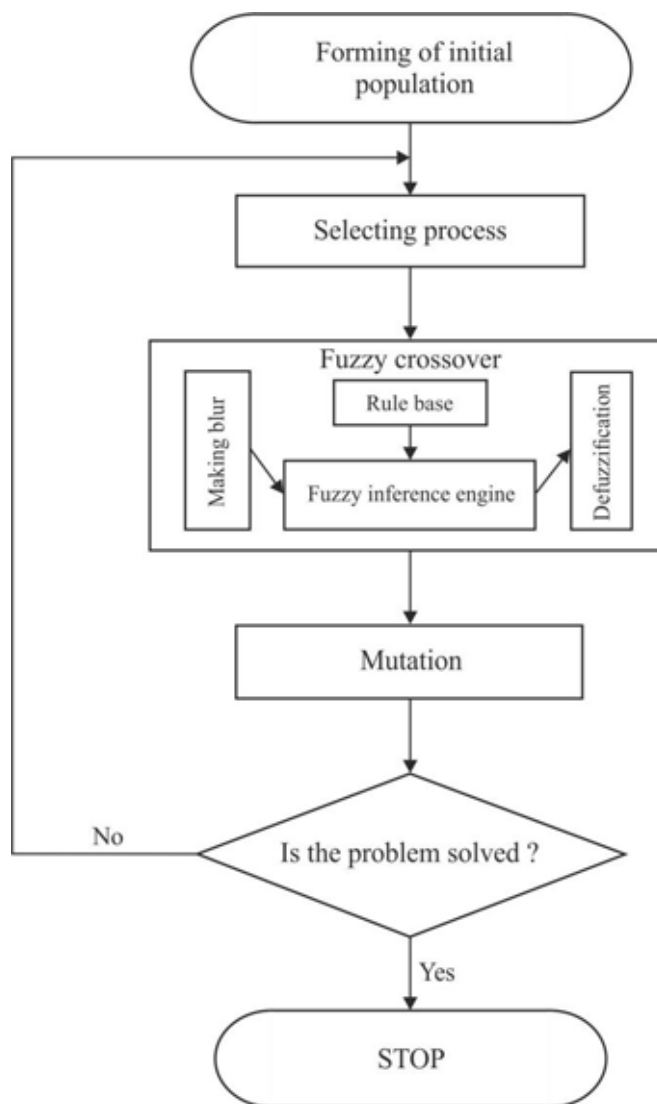 Forming of initial
population
Selecting process
Fuzzy crossover
Making blur
Rule base
Fuzzy inference engine
Defuzzification
Mutation
Is the problem solved ?
No
Yes
STOP